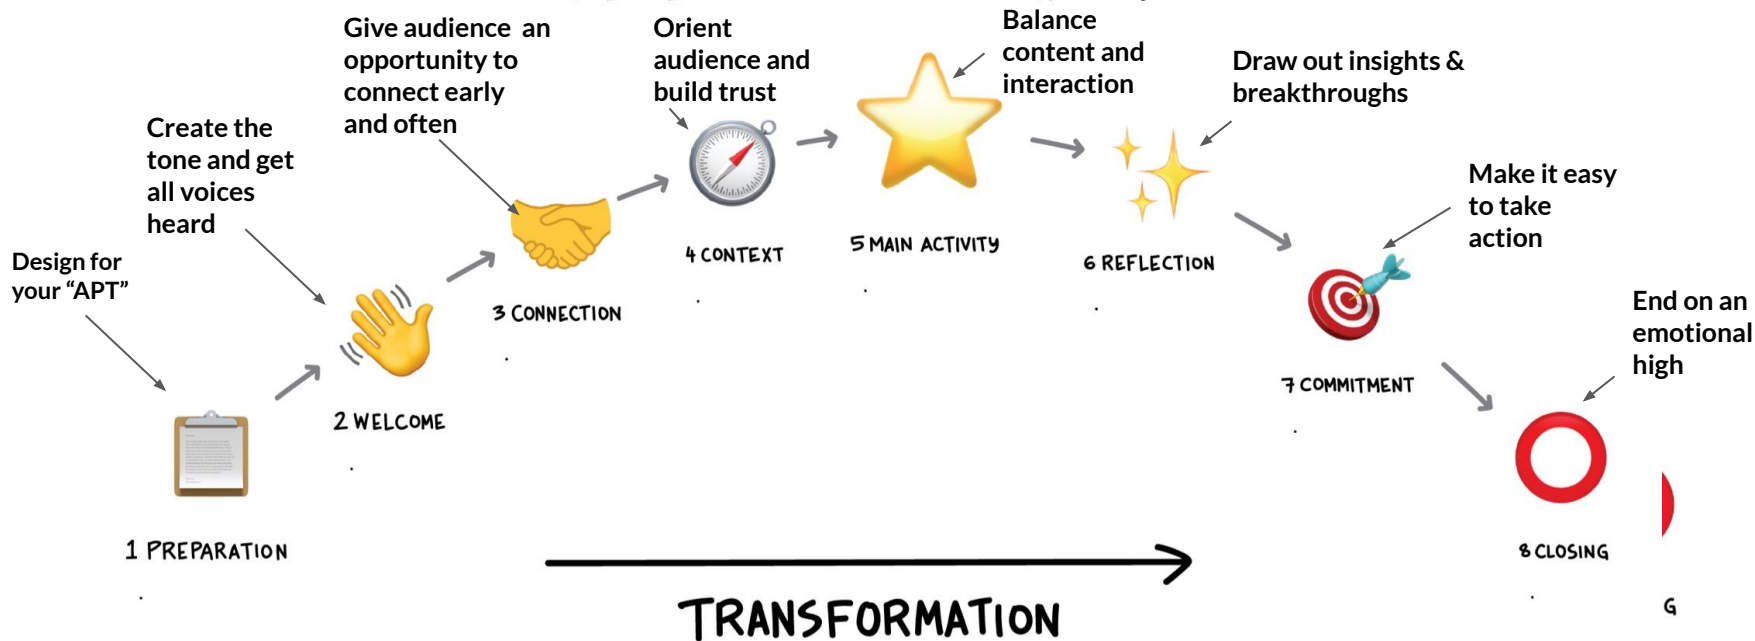 Give audience an
opportunity to
connect early
and often
Orient
audience and
build trust
Balance
content and
interaction
Draw out insights &
breakthroughs
Create the
tone and get
all voices
heard
Make it easy
to take
action
Design for
your “APT”
End on an
emotional
high
1 PREPARATION
2 WELCOME
3 CONNECTION
4 CONTEXT
5 MAIN ACTIVITY
6 REFLECTION
7 COMMITMENT
8 CLOSING
G
TRANSFORMATION